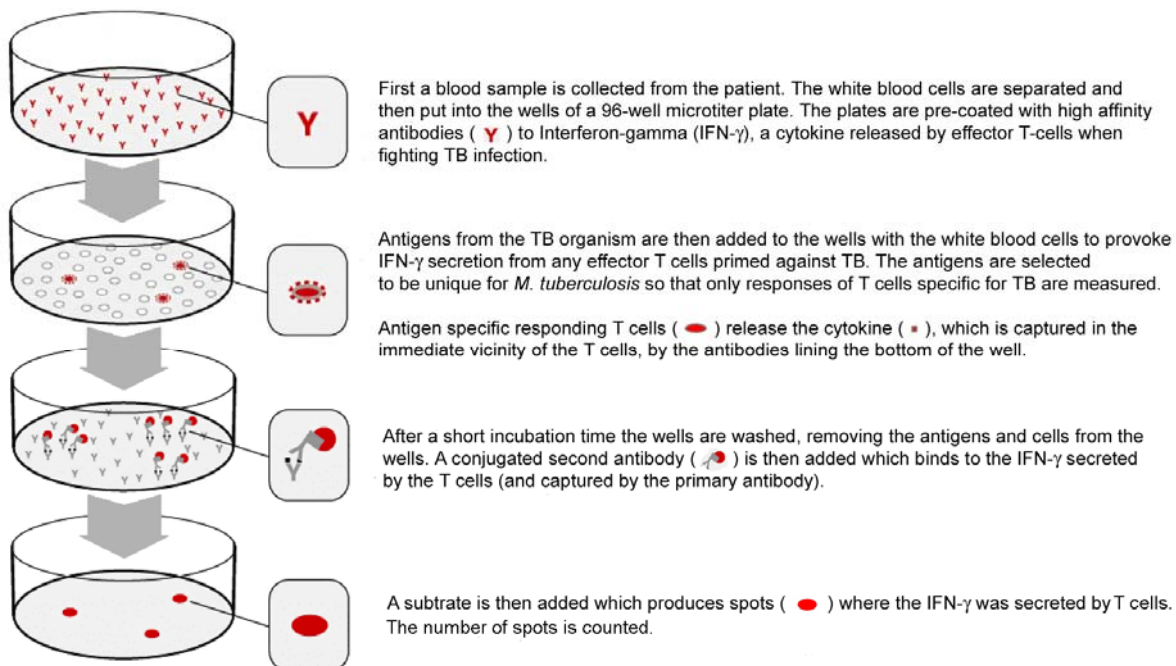 First a blood sample is collected from the patient. The white blood cells are separated and
then put into the wells of a 96-well microtiter plate. The plates are pre-coated with high affinity
antibodies ( Y ) to Interferon-gamma (IFN-γ), a cytokine released by effector T-cells when
fighting TB infection.
Antigens from the TB organism are then added to the wells with the white blood cells to provoke
IFN-γ secretion from any effector T cells primed against TB. The antigens are selected
to be unique for M. tuberculosis so that only responses of T cells specific for TB are measured.
Antigen specific responding T cells ( ) release the cytokine ( ), which is captured in the
immediate vicinity of the T cells, by the antibodies lining the bottom of the well.
After a short incubation time the wells are washed, removing the antigens and cells from the
wells. A conjugated second antibody ( ) is then added which binds to the IFN-γ secreted
by the T cells (and captured by the primary antibody).
A subtrate is then added which produces spots ( ) where the IFN-γ was secreted by T cells.
The number of spots is counted.